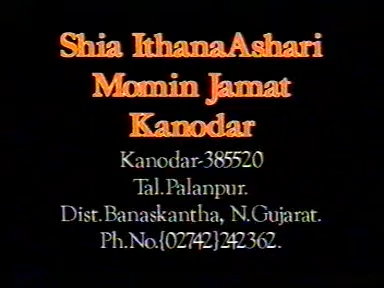 Shia IthanaAshari
Momin Jamat
Kanodar
Kanodar-385520
Tal.Palanpur.
Dist.Banaskantha, N.Gujarat.
Ph.No.{02742}242362.